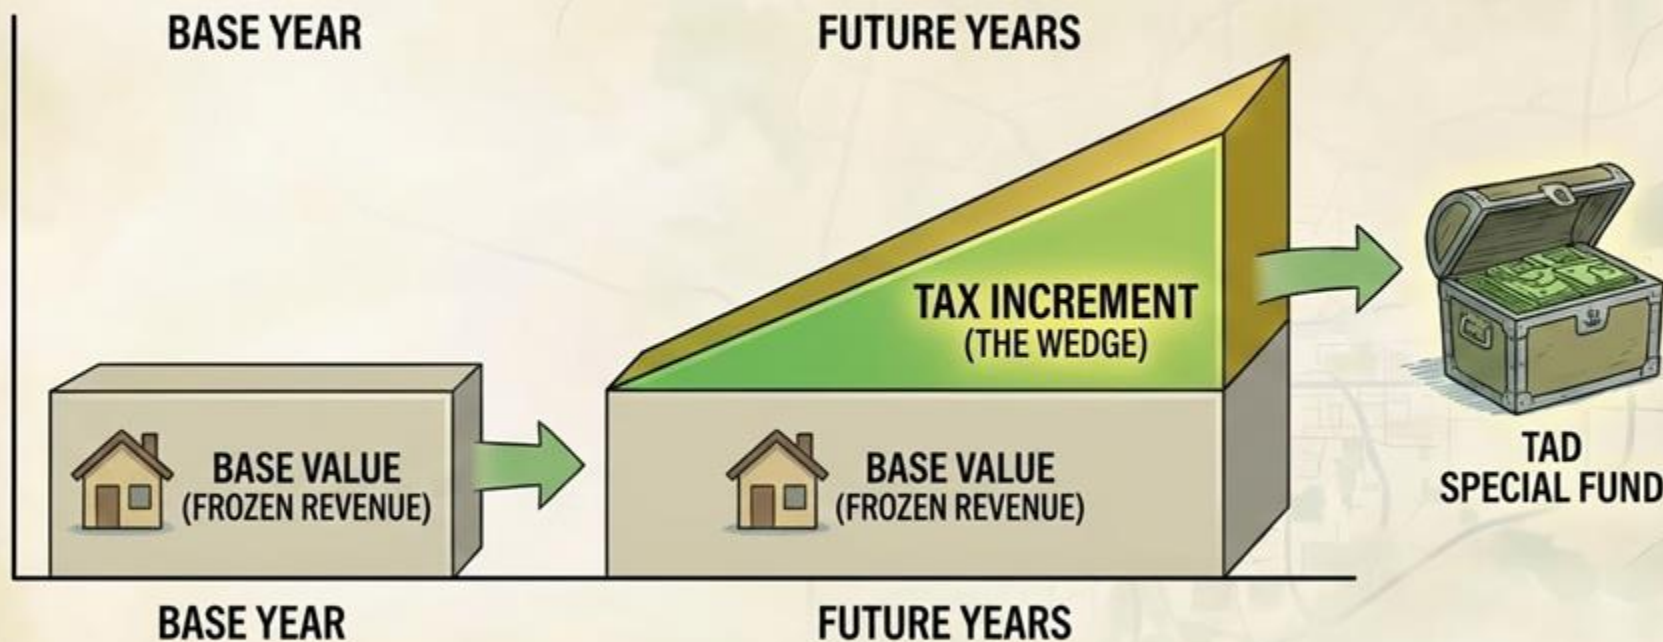 BASE YEAR
FUTURE YEARS
TAX INCREMENT
(THE WEDGE)
BASE VALUE
(FROZEN REVENUE)
BASE VALUE
(FROZEN REVENUE)
TAD
SPECIAL FUND
BASE YEAR
FUTURE YEARS